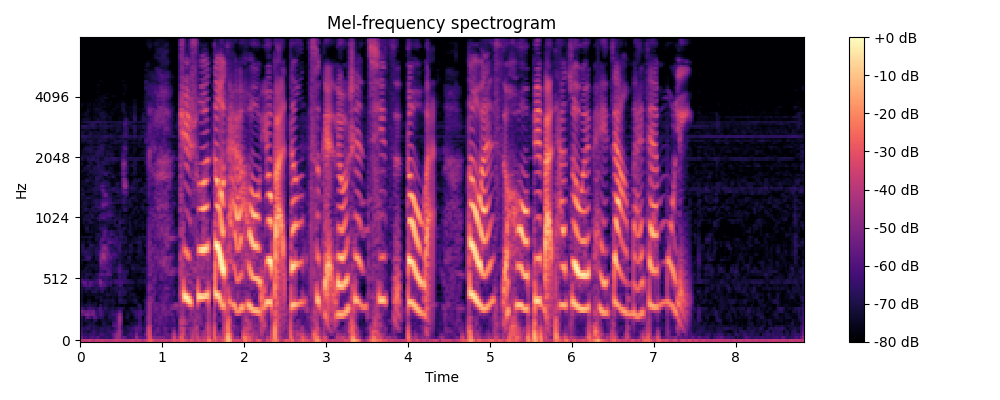 Mel-frequency spectrogram
+0 dB
-10 dB
-20 dB
-30 dB
-40 dB
-50 dB
-60 dB
-70 dB
-80 dB
Hz
4096
2048
1024
512
0
0 1 2 3 4 5 6 7 8
Time